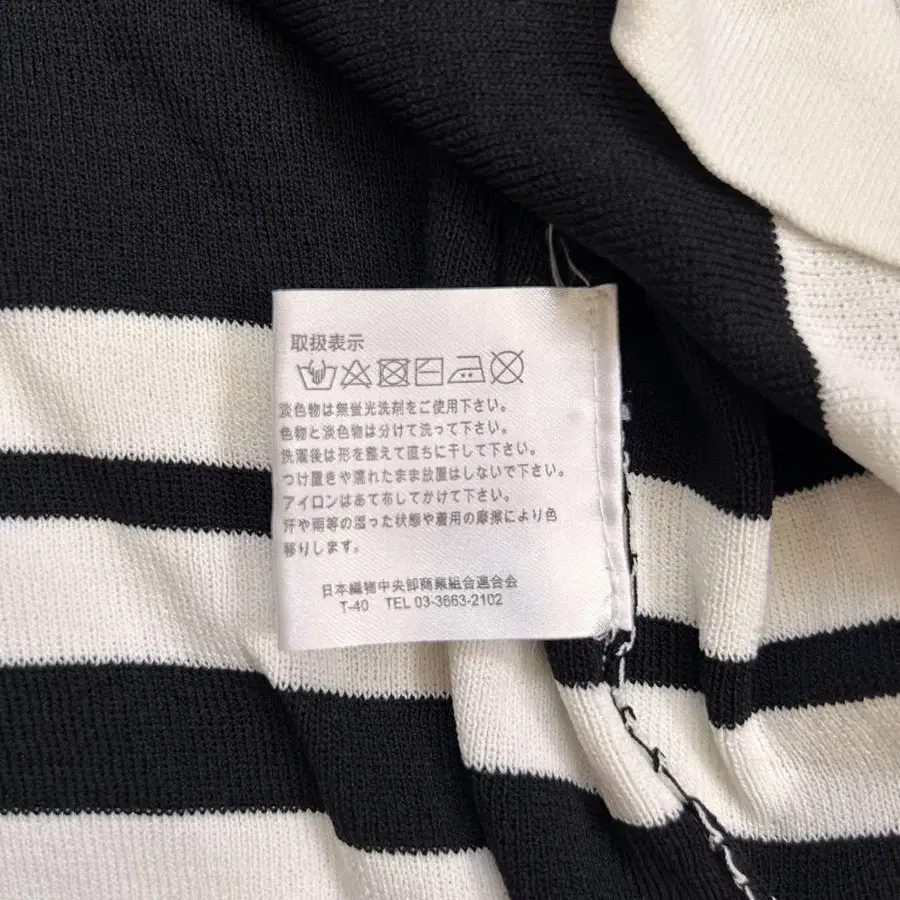 取扱表示
淡色物は無蛍光洗剤をご使用下さい。
色物と淡色物は分けて洗って下さい。
洗濯後は形を整えて直ちに干して下さい。
つけ置きや濡れたまま放置はしないで下さい。
アイロンはあて布してかけて下さい。
汗や雨等の湿った状態や着用の摩擦により色
移りします。
日本織物中央卸商業組合連合会
T-40 TEL 03-3663-2102